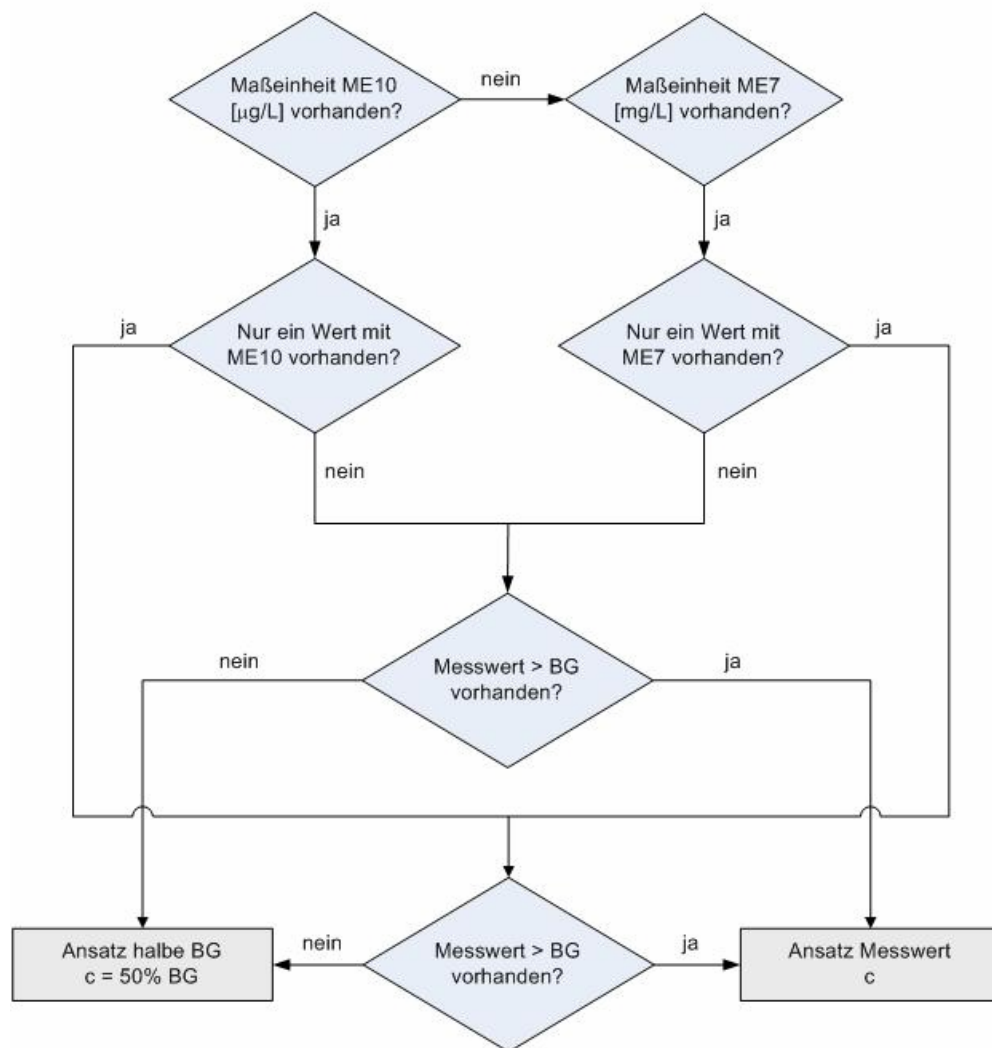 Maßeinheit ME10
[µg/L] vorhanden?
nein
Maßeinheit ME7
[mg/L] vorhanden?
ja
ja
ja
Nur ein Wert mit
ME10 vorhanden?
Nur ein Wert mit
ME7 vorhanden?
ja
nein
nein
nein
Messwert > BG
vorhanden?
ja
Ansatz halbe BG
c = 50% BG
nein
Messwert > BG
vorhanden?
ja
Ansatz Messwert
c